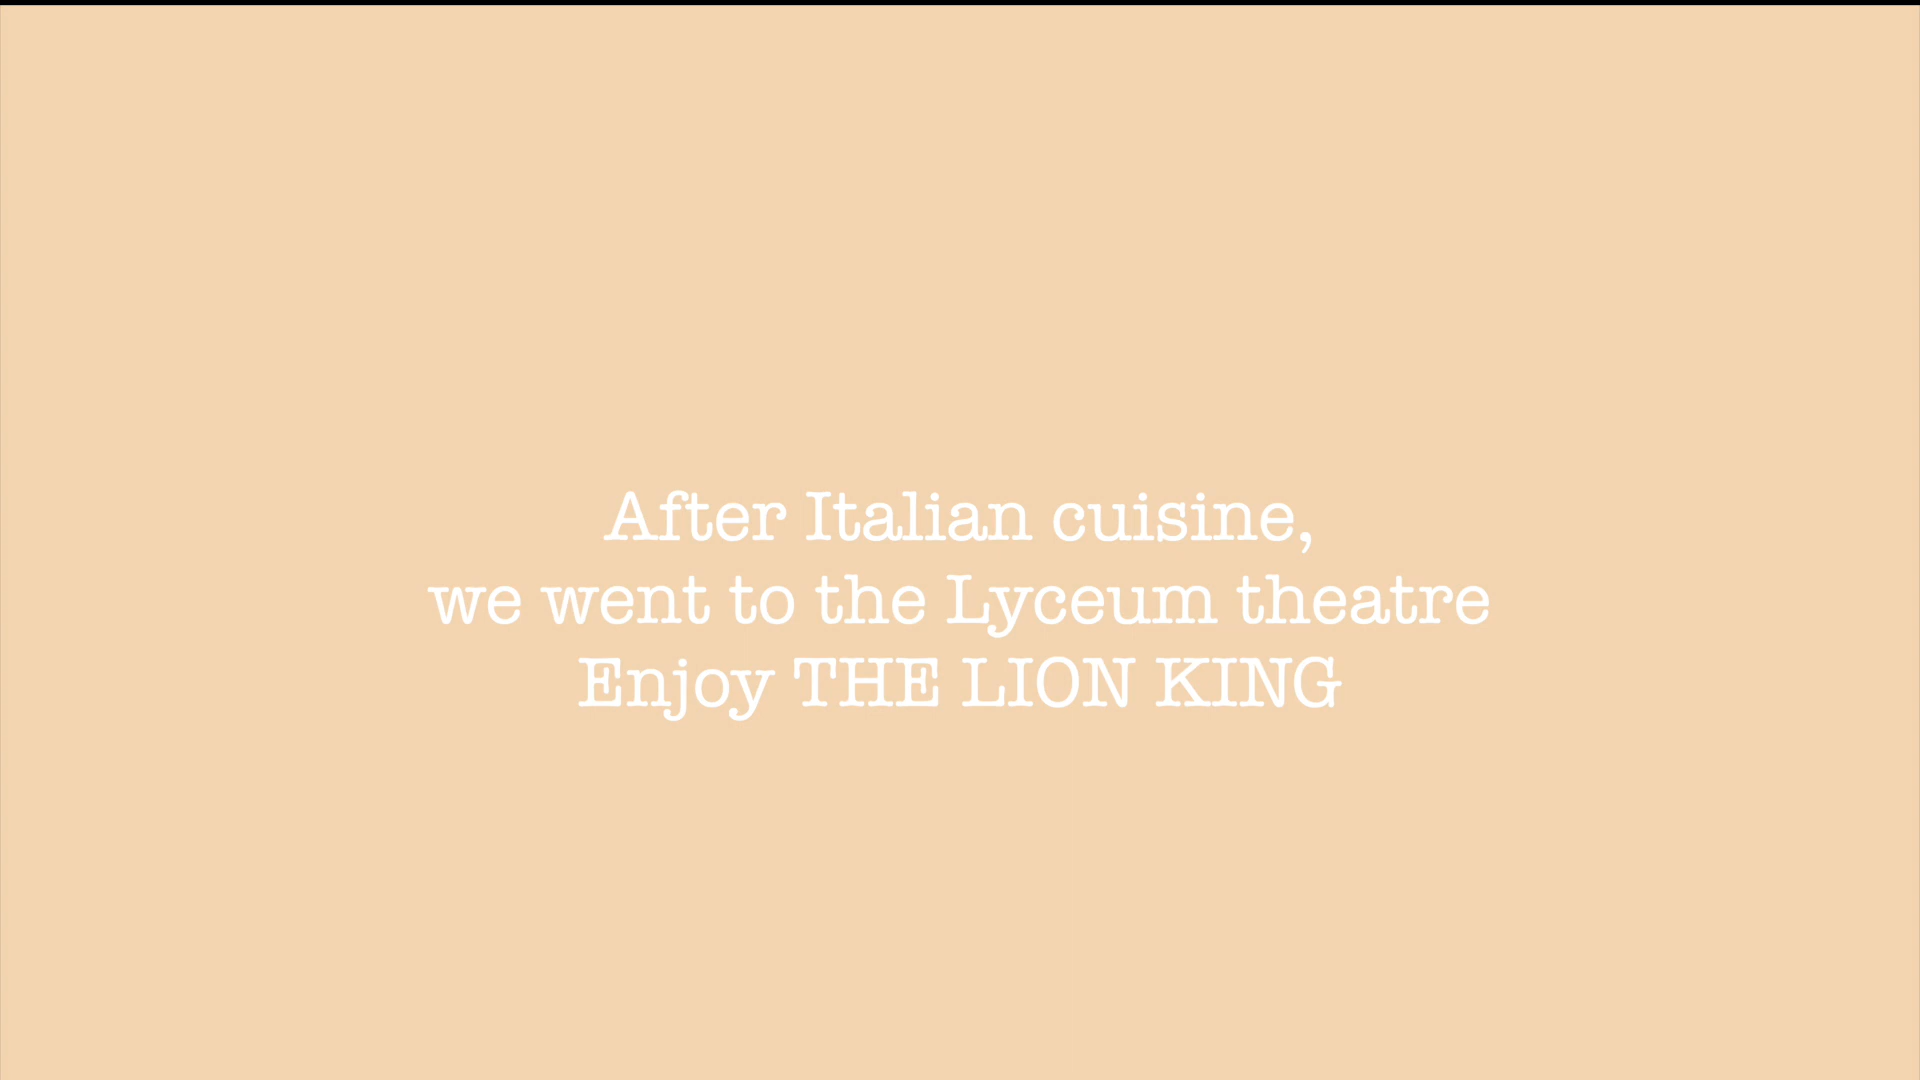 After Italian cuisine,
we went to the Lyceum theatre
Enjoy THE LION KING